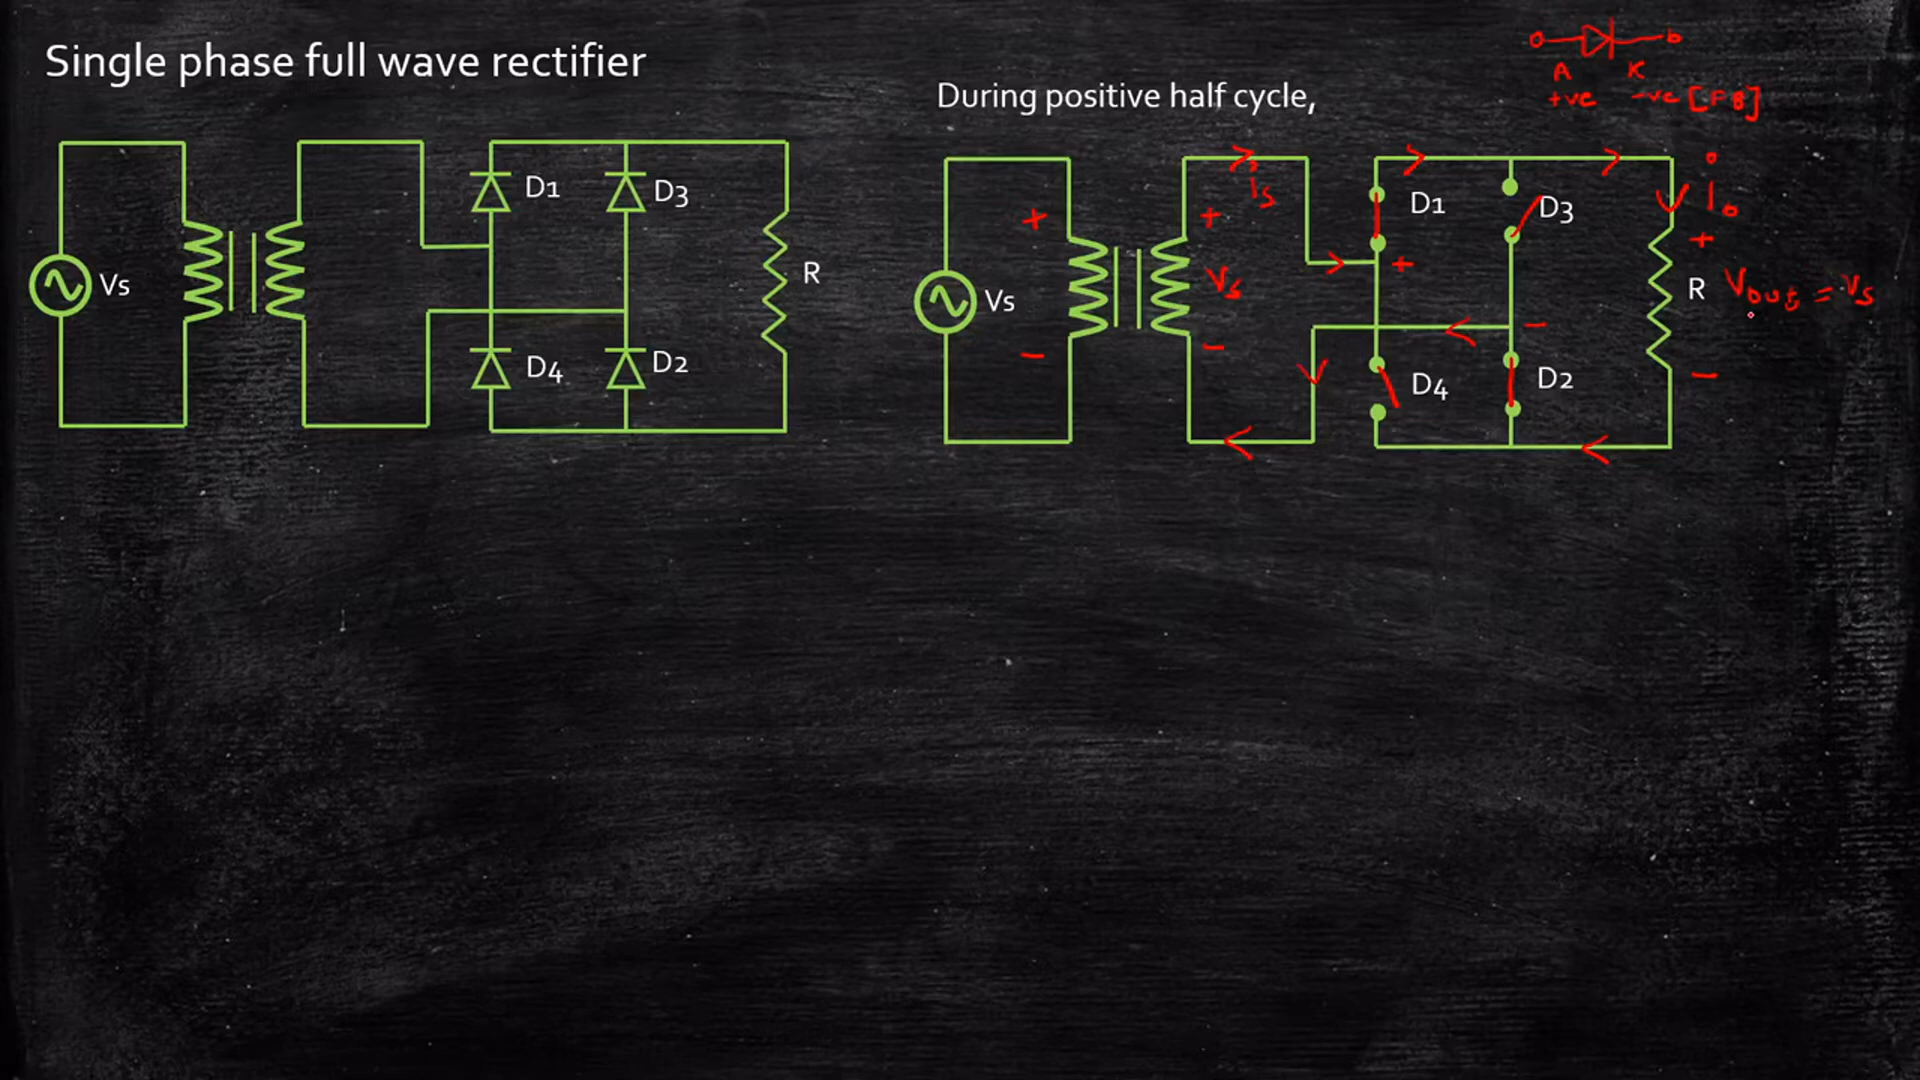 Single phase full wave rectifier
A K
+ve -ve [FB]
During positive half cycle,
Vs
D1
D3
D4
D2
R
Vs
+
-
+
Vs
-
is
D1
D3
+
-
D4
D2
io
+
R
Vout = Vs
-